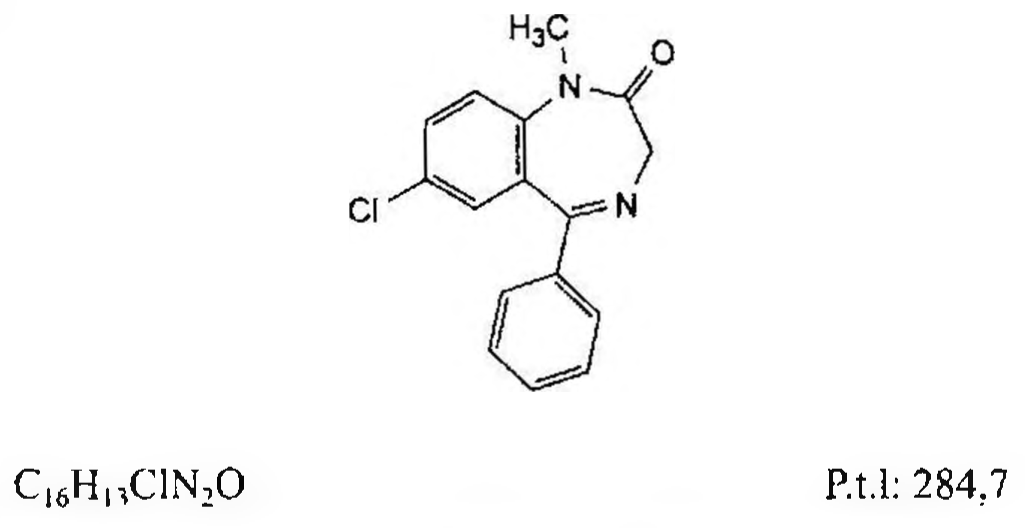 H₃C
N
O
Cl
N
C₁₆H₁₃ClN₂O
P.t.l: 284,7